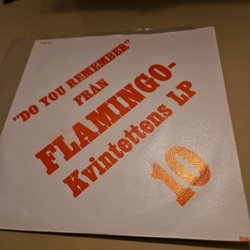 "DO YOU REMEMBER"
FRÅN
FLAMINGO-
Kvintettens LP
10